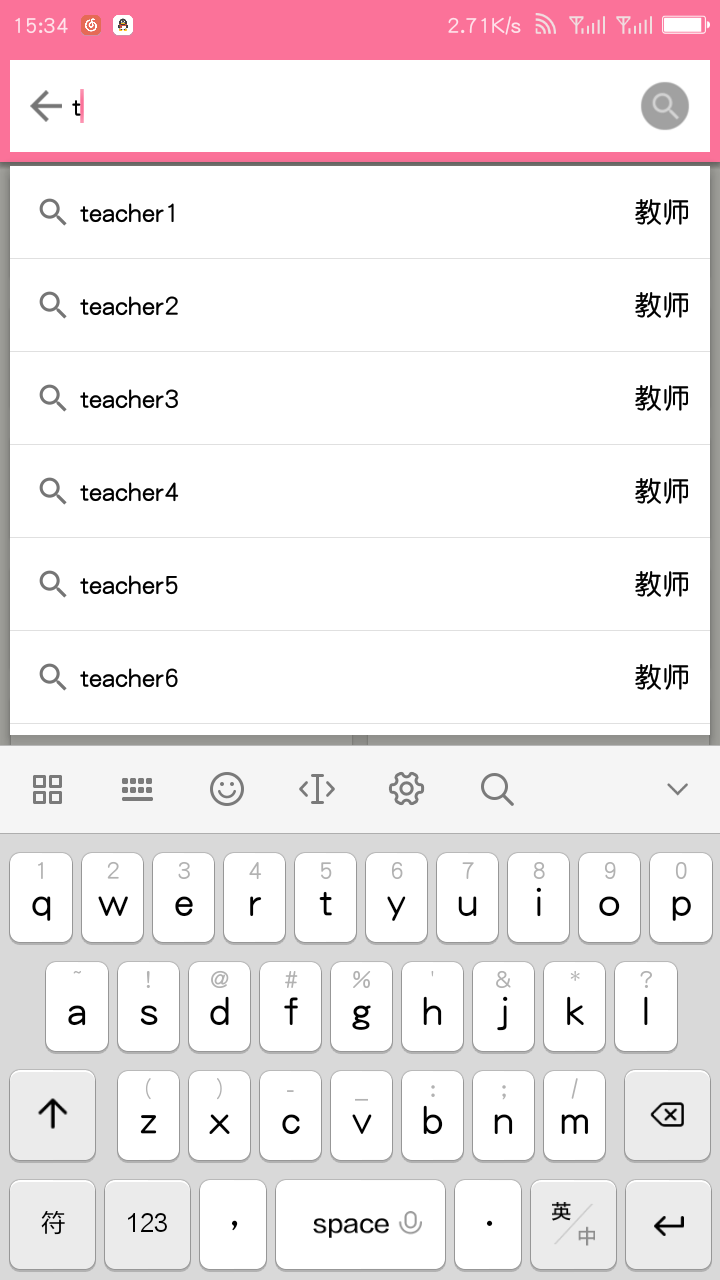 15:34 2.71K/s
t
teacher1 教师
teacher2 教师
teacher3 教师
teacher4 教师
teacher5 教师
teacher6 教师
1 2 3 4 5 6 7 8 9 0
q w e r t y u i o p
~ ! @ # % ' & * ?
a s d f g h j k l
( ) - _ : ; /
z x c v b n m
符 123 , space . 英/中